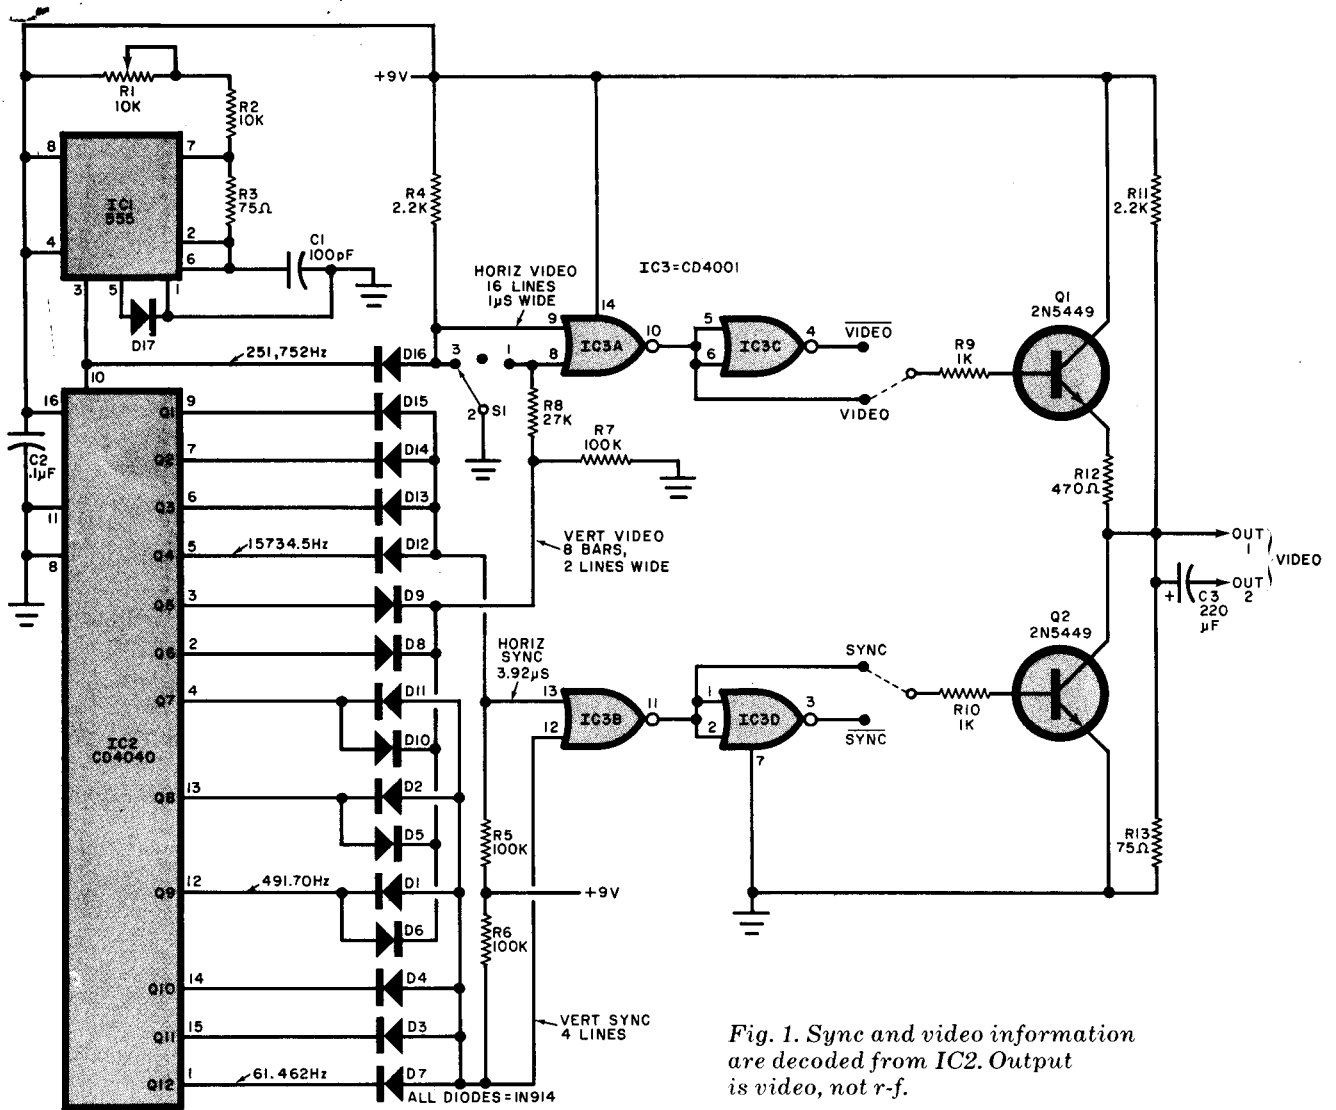 +9V
R1
10K
R2
10K
8
7
R3
75Ω
IC1
555
2
4
6
C1
100pF
3
5
1
D17
R4
2.2K
HORIZ VIDEO
16 LINES
1µS WIDE
IC3=CD4001
14
9
8
IC3A
10
5
6
IC3C
4
VIDEO
VIDEO
R9
1K
Q1
2N5449
R11
2.2K
R12
470Ω
251,752Hz
D16
3
1
2
S1
R8
27K
R7
100K
10
16
Q1
9
D15
C2
.1µF
Q2
7
D14
Q3
6
D13
11
Q4
5
15734.5Hz
D12
8
VERT VIDEO
8 BARS,
2 LINES WIDE
OUT
1
VIDEO
OUT
2
+
C3
220
µF
Q5
3
D9
Q6
2
D8
HORIZ
SYNC
3.92µS
Q7
4
D11
D10
IC2
CD4040
13
12
IC3B
11
1
2
IC3D
3
7
SYNC
SYNC
R10
1K
Q2
2N5449
Q8
13
D2
D5
R5
100K
R13
75Ω
Q9
12
491.70Hz
D1
+9V
D6
R6
100K
Q10
14
D4
Q11
15
D3
VERT SYNC
4 LINES
Q12
1
61.462Hz
D7
ALL DIODES=IN914
Fig. 1. Sync and video information
are decoded from IC2. Output
is video, not r-f.